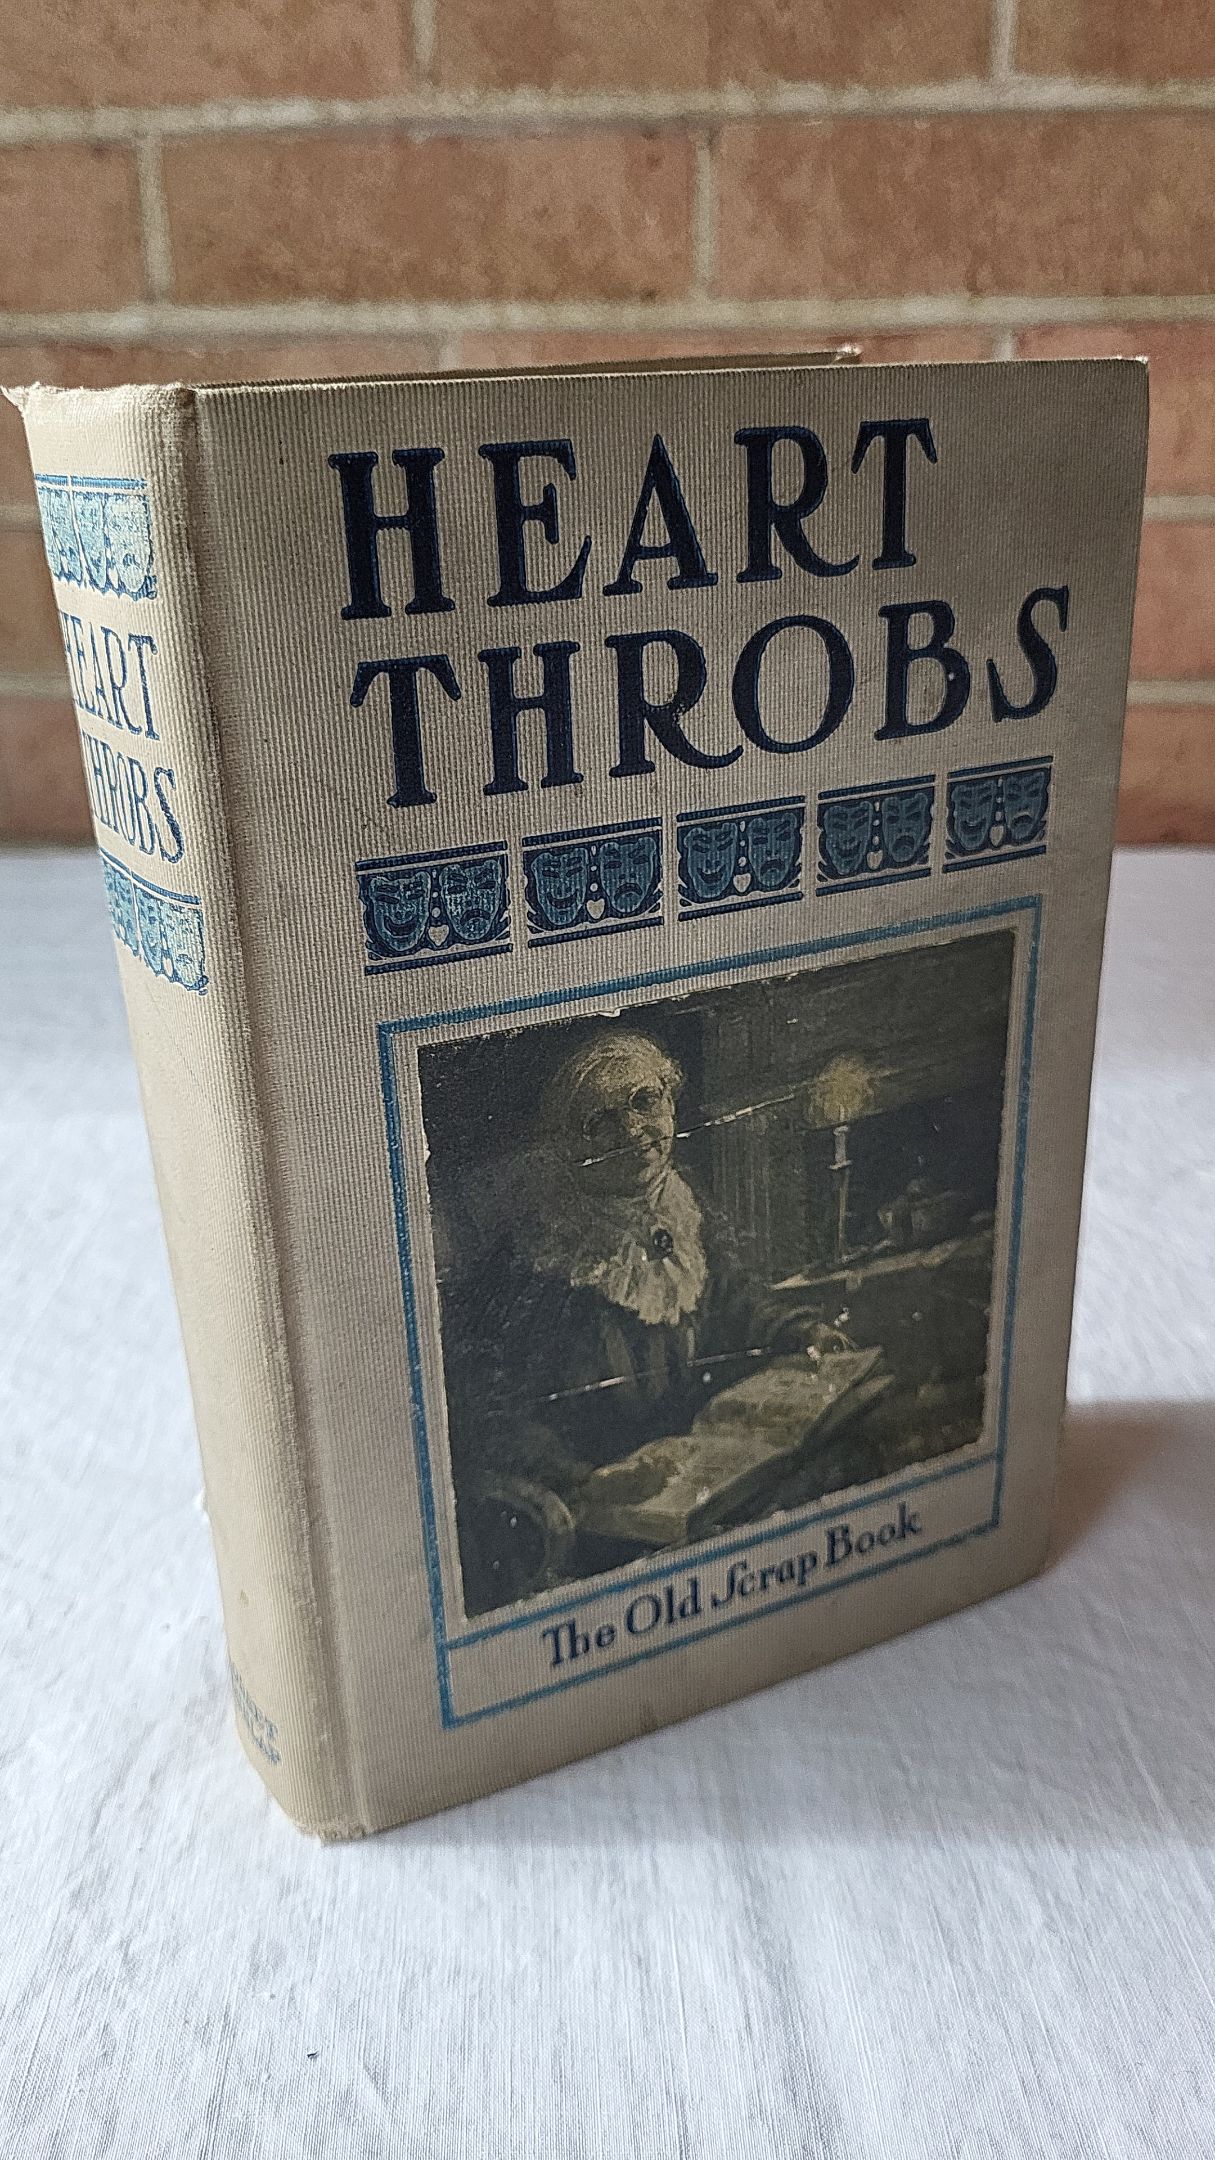 HEART
THROBS
HEART
THROBS
The Old Scrap Book